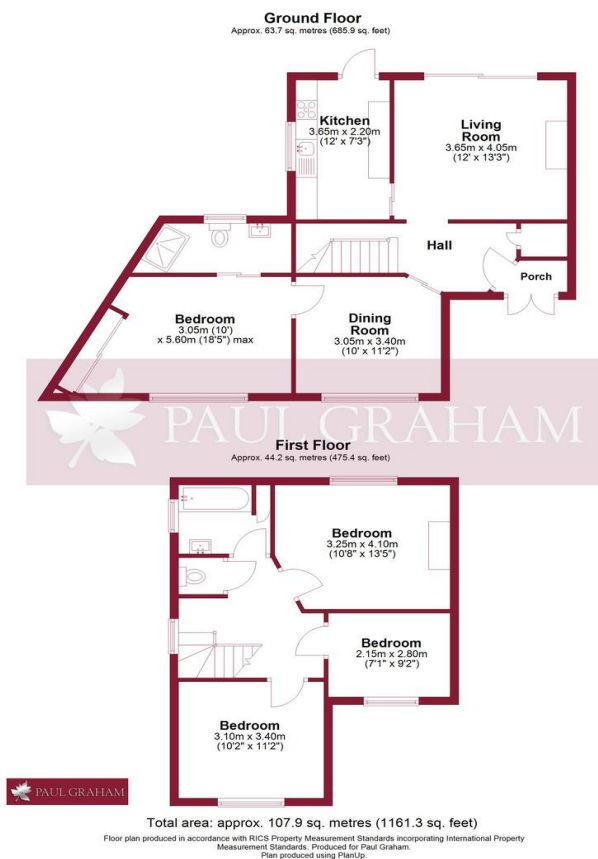 Ground Floor
Approx. 63.7 sq. metres (685.9 sq. feet)
Kitchen
3.65m x 2.20m
(12' x 7'3")
Living
Room
3.65m x 4.05m
(12' x 13'3")
Hall
Porch
Bedroom
3.05m (10')
x 5.60m (18'5") max
Dining
Room
3.05m x 3.40m
(10' x 11'2")
PAUL GRAHAM
First Floor
Approx. 44.2 sq. metres (475.4 sq. feet)
Bedroom
3.25m x 4.10m
(10'8" x 13'5")
Bedroom
2.15m x 2.80m
(7'1" x 9'2")
Bedroom
3.10m x 3.40m
(10'2" x 11'2")
PAUL GRAHAM
Total area: approx. 107.9 sq. metres (1161.3 sq. feet)
Floor plan produced in accordance with RICS Property Measurement Standards incorporating International Property
Measurement Standards. Produced for Paul Graham.
Plan produced using PlanUp.